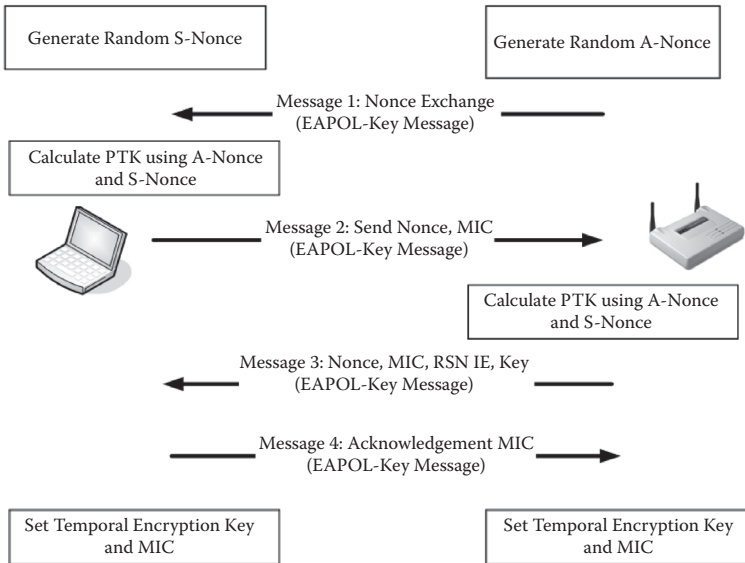 Generate Random S-Nonce
Generate Random A-Nonce
Message 1: Nonce Exchange
(EAPOL-Key Message)
Calculate PTK using A-Nonce
and S-Nonce
Message 2: Send Nonce, MIC
(EAPOL-Key Message)
Calculate PTK using A-Nonce
and S-Nonce
Message 3: Nonce, MIC, RSN IE, Key
(EAPOL-Key Message)
Message 4: Acknowledgement MIC
(EAPOL-Key Message)
Set Temporal Encryption Key
and MIC
Set Temporal Encryption Key
and MIC